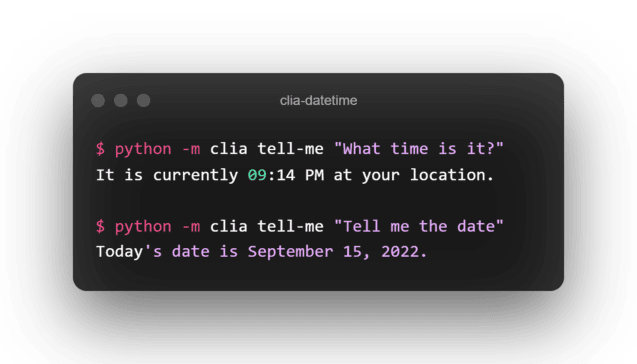 clia-datetime
$ python -m clia tell-me "What time is it?"
It is currently 09:14 PM at your location.
$ python -m clia tell-me "Tell me the date"
Today's date is September 15, 2022.